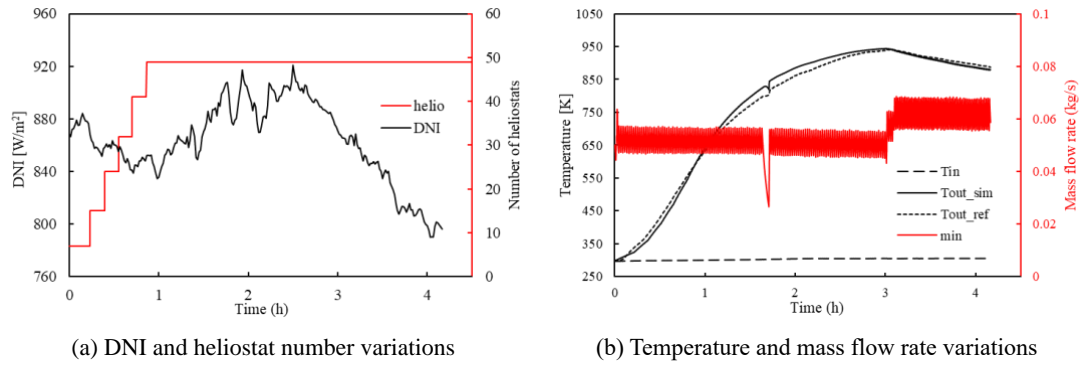 960
920
880
840
800
760
DNI [W/m²]
60
50
40
30
20
10
0
Number of heliostats
helio
DNI
0
1
2
3
4
Time (h)
(a) DNI and heliostat number variations
1050
950
850
750
650
550
450
350
250
Temperature [K]
0.1
0.08
0.06
0.04
0.02
0
Mass flow rate (kg/s)
Tin
Tout_sim
Tout_ref
min
0
1
2
3
4
Time (h)
(b) Temperature and mass flow rate variations